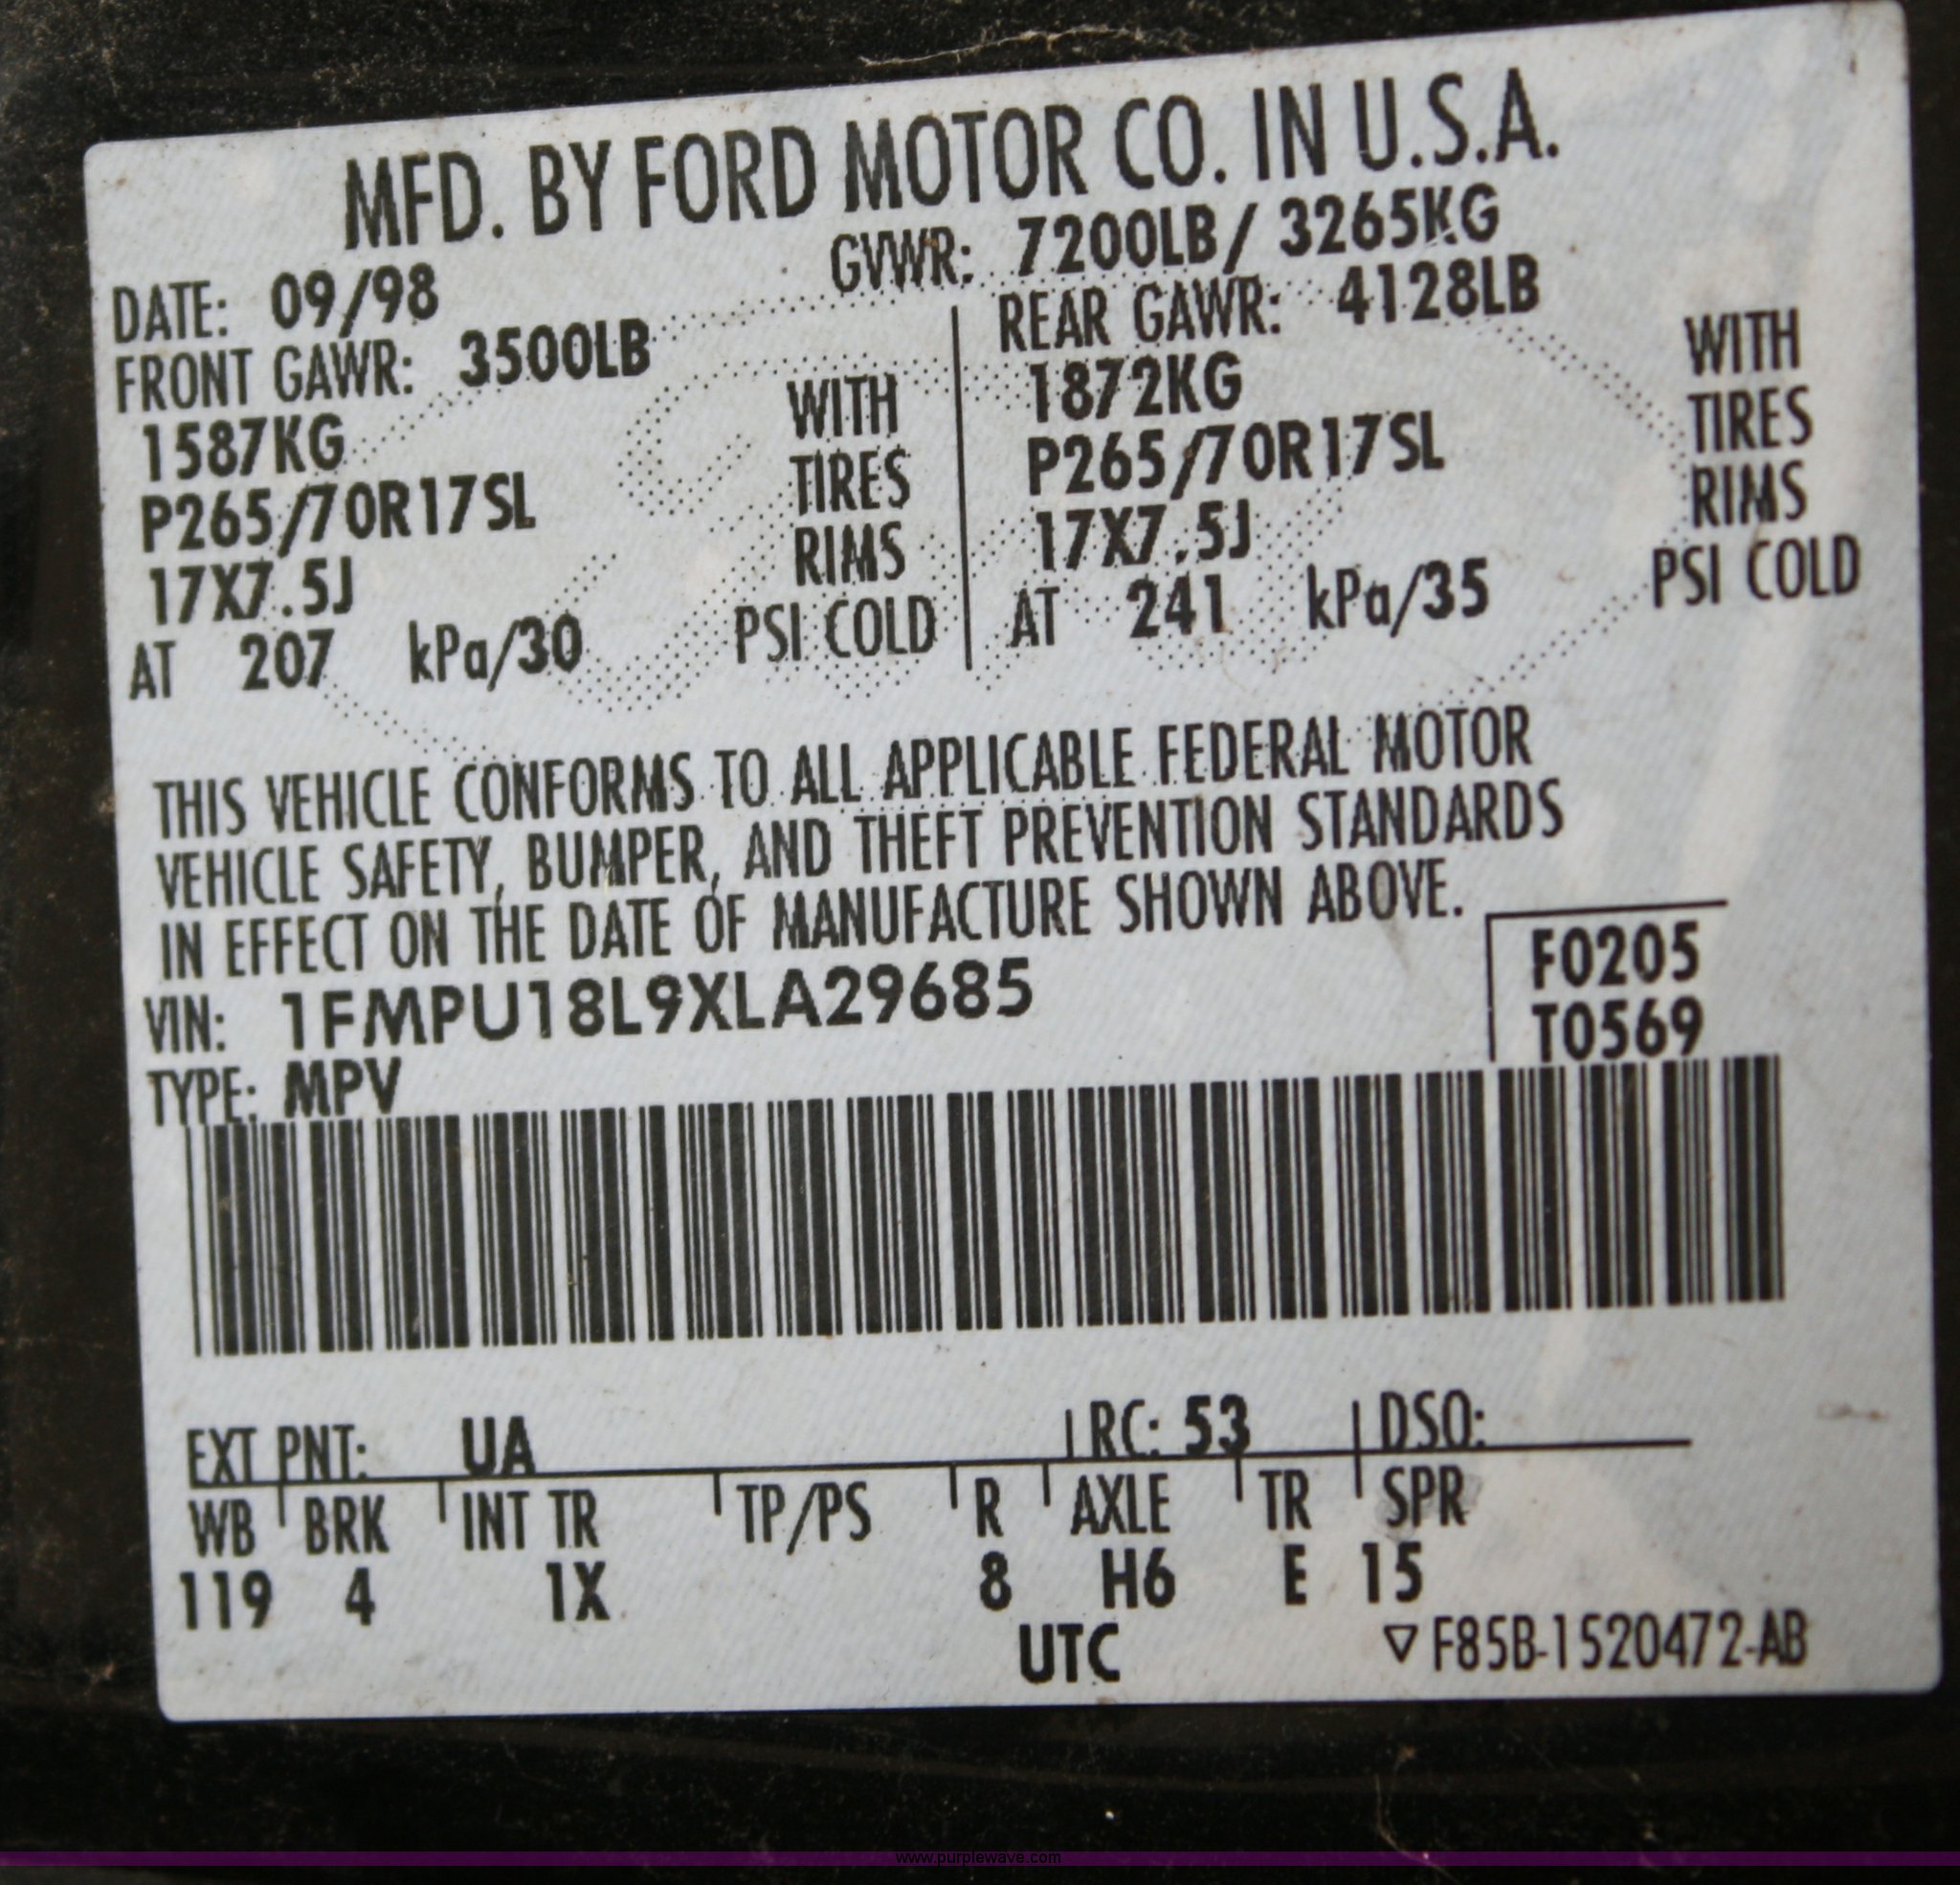 MFD. BY FORD MOTOR CO. IN U.S.A.
DATE: 09/98 GVWR: 7200LB/ 3265KG
FRONT GAWR: 3500LB REAR GAWR: 4128LB
1587KG WITH 1872KG WITH
P265/70R17SL TIRES P265/70R17SL TIRES
17X7.5J RIMS 17X7.5J RIMS
AT 207 kPa/30 PSI COLD AT 241 kPa/35 PSI COLD
THIS VEHICLE CONFORMS TO ALL APPLICABLE FEDERAL MOTOR
VEHICLE SAFETY, BUMPER, AND THEFT PREVENTION STANDARDS
IN EFFECT ON THE DATE OF MANUFACTURE SHOWN ABOVE.
VIN: 1FMPU18L9XLA29685 F0205
TYPE: MPV T0569
EXT PNT: UA RC: 53 DSO:
WB BRK INT TR TP/PS R AXLE TR SPR
119 4 1X 8 H6 E 15
UTC ▽F85B-1520472-AB
www.purplewave.com